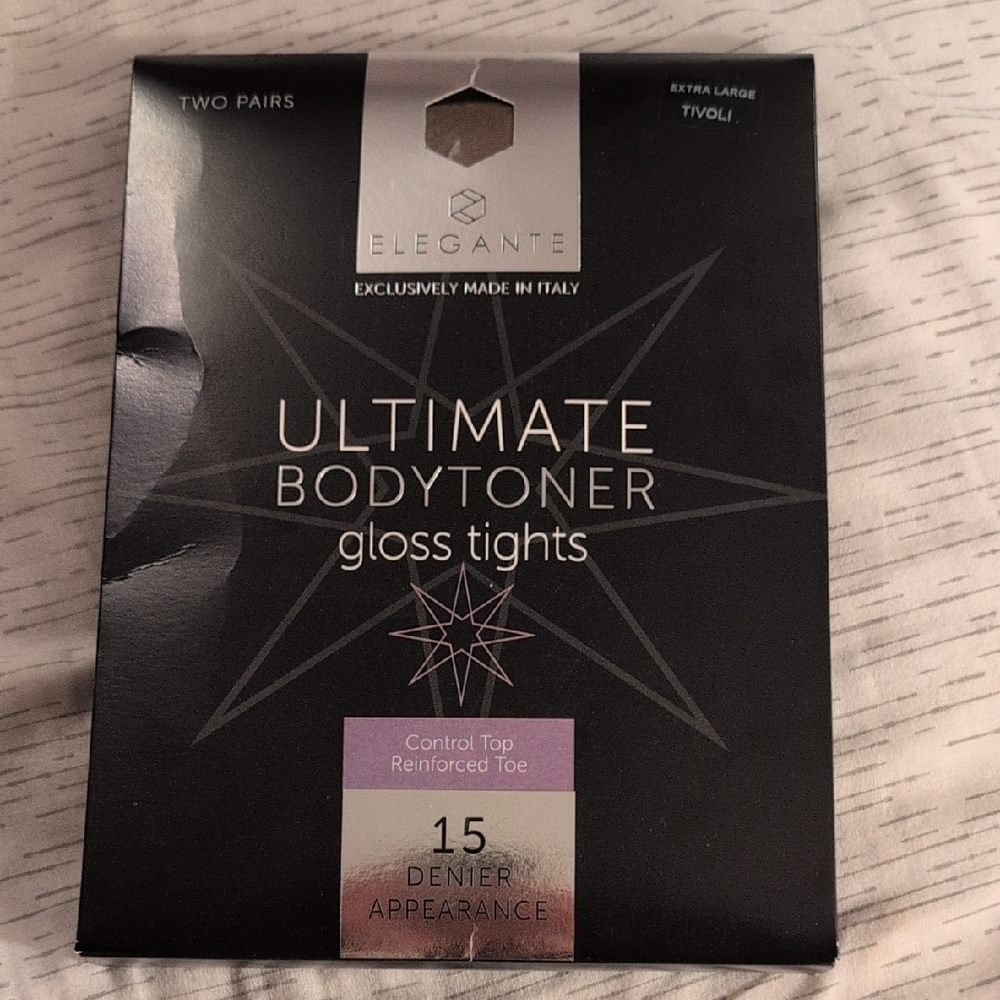 TWO PAIRS
EXTRA LARGE
TIVOLI
ELEGANTE
EXCLUSIVELY MADE IN ITALY
ULTIMATE
BODYTONER
gloss tights
Control Top
Reinforced Toe
15
DENIER
APPEARANCE